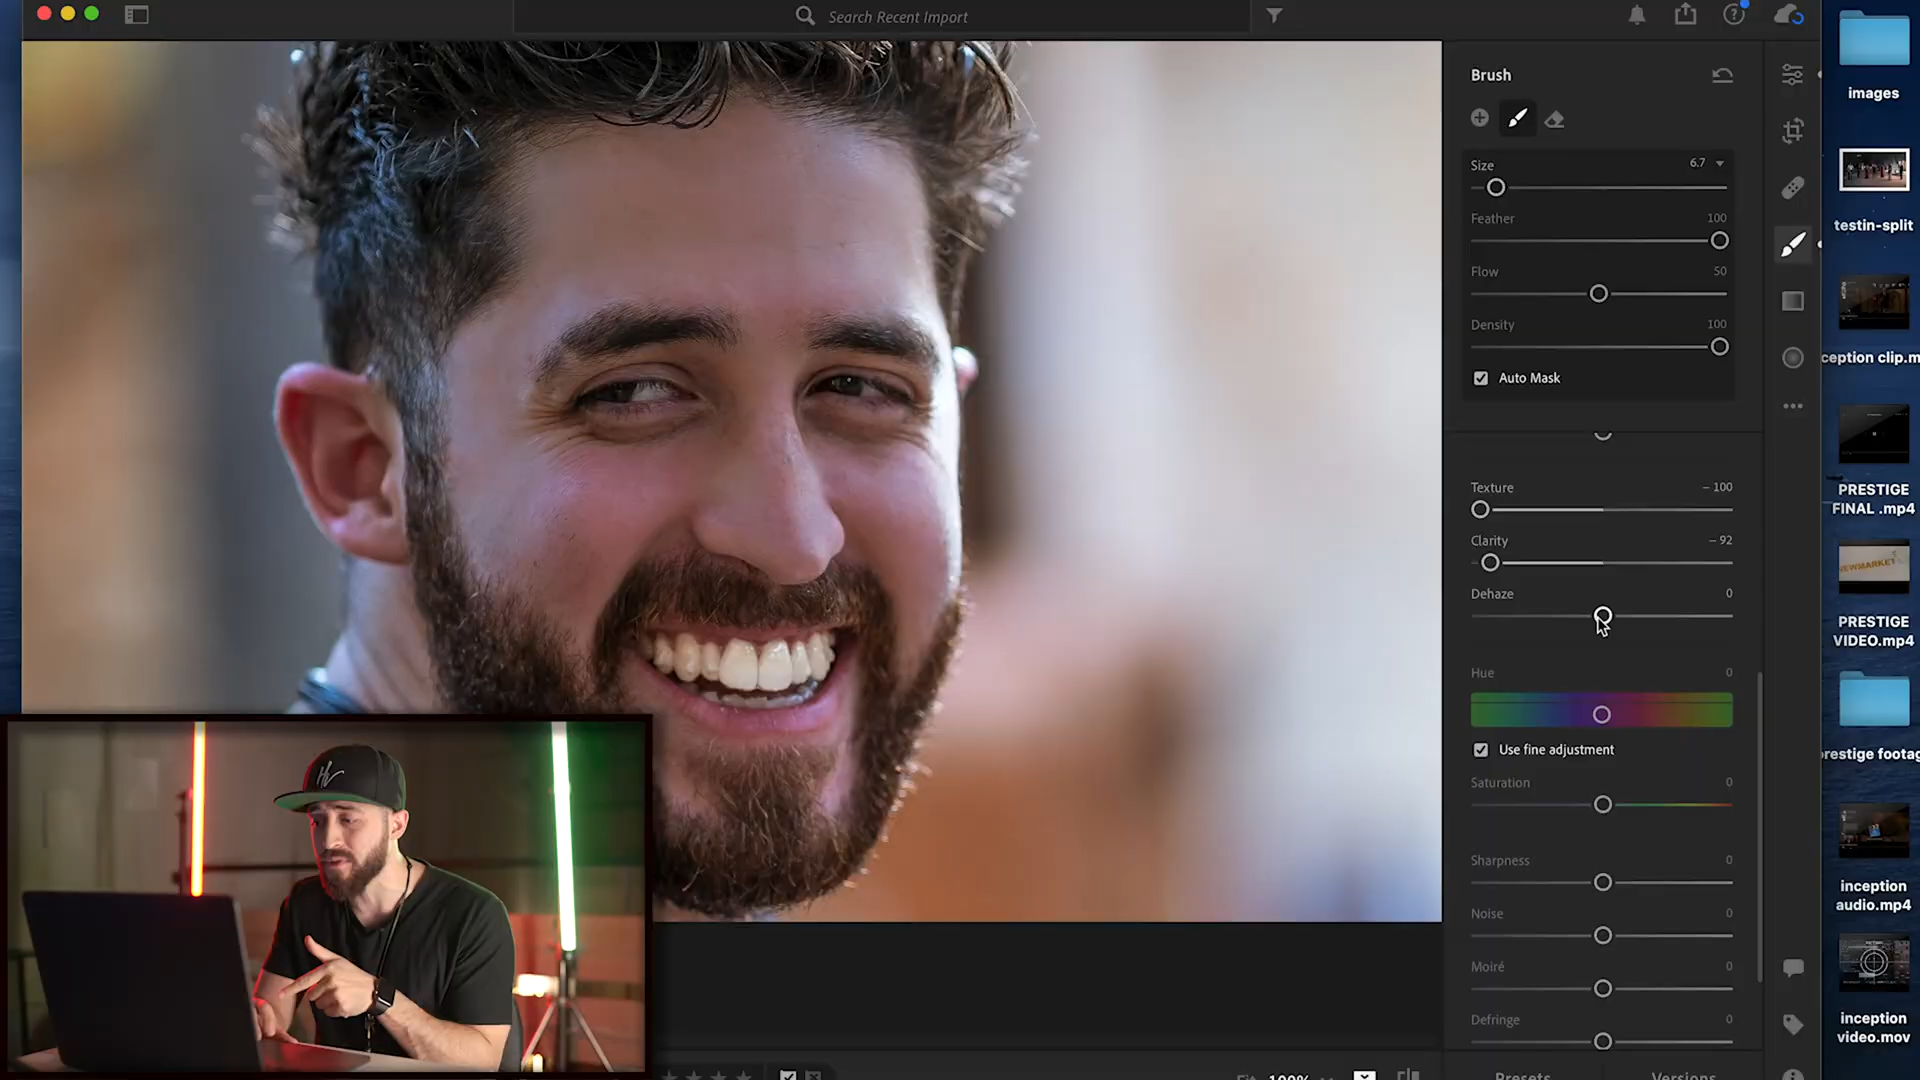 Search Recent Import
Brush
Size 6.7
Feather 100
Flow 50
Density 100
Auto Mask
Texture – 100
Clarity – 92
Dehaze 0
Hue 0
Use fine adjustment
Saturation 0
Sharpness 0
Noise 0
Moiré 0
Defringe 0
Presets
Versions
Fit 100%
images
testin-split
ception clip.m
PRESTIGE
FINAL .mp4
NEWMARKET
PRESTIGE
VIDEO.mp4
restige footag
inception
audio.mp4
inception
video.mov